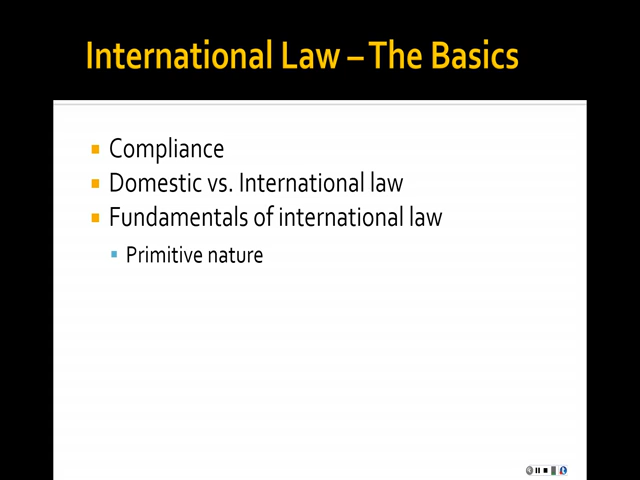 International Law – The Basics
Compliance
Domestic vs. International law
Fundamentals of international law
Primitive nature